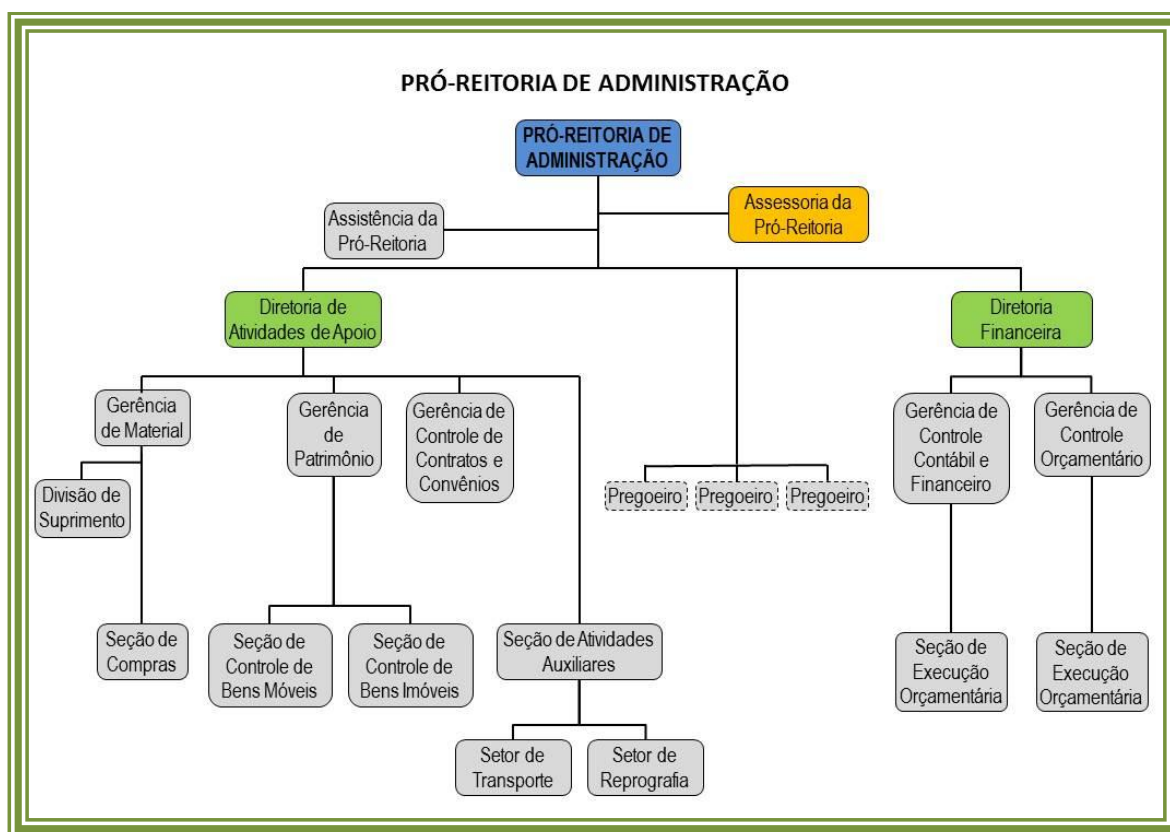 PRÓ-REITORIA DE ADMINISTRAÇÃO
PRÓ-REITORIA DE
ADMINISTRAÇÃO
Assistência da
Pró-Reitoria
Assessoria da
Pró-Reitoria
Diretoria de
Atividades de Apoio
Diretoria
Financeira
Gerência
de Material
Gerência
de
Patrimônio
Gerência de
Controle de
Contratos e
Convênios
Gerência de
Controle
Contábil e
Financeiro
Gerência de
Controle
Orçamentário
Divisão de
Suprimento
Pregoeiro
Pregoeiro
Pregoeiro
Seção de
Compras
Seção de
Controle de
Bens Móveis
Seção de
Controle de
Bens Imóveis
Seção de Atividades
Auxiliares
Seção de
Execução
Orçamentária
Seção de
Execução
Orçamentária
Setor de
Transporte
Setor de
Reprografia